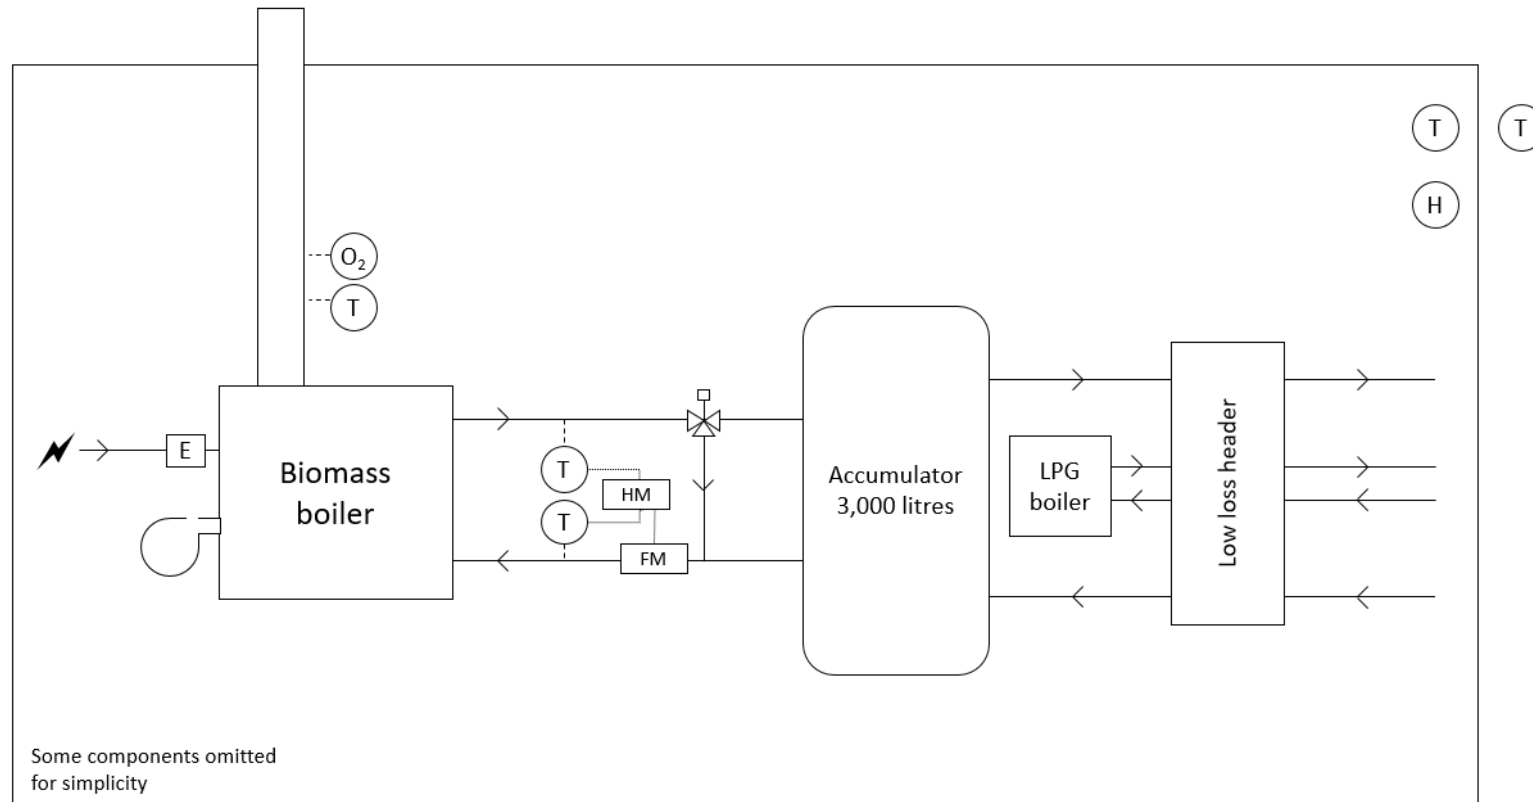 T
T
H
O₂
T
E
Biomass
boiler
T
HM
T
FM
Accumulator
3,000 litres
LPG
boiler
Low loss header
Some components omitted
for simplicity